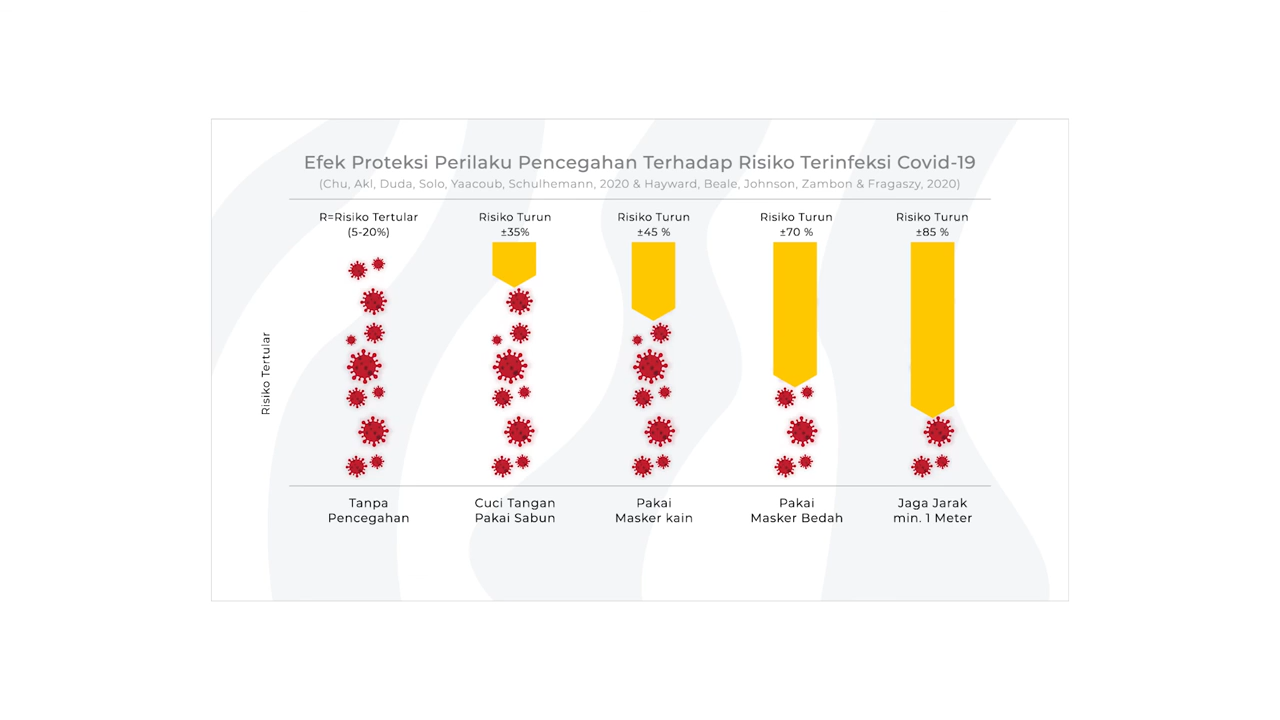 Efek Proteksi Perilaku Pencegahan Terhadap Risiko Terinfeksi Covid-19
(Chu, Akl, Duda, Solo, Yaacoub, Schulhemann, 2020 & Hayward, Beale, Johnson, Zambon & Fragaszy, 2020)
R=Risiko Tertular
(5-20%)
Risiko Turun
±35%
Risiko Turun
±45 %
Risiko Turun
±70 %
Risiko Turun
±85 %
Risiko Tertular
Tanpa
Pencegahan
Cuci Tangan
Pakai Sabun
Pakai
Masker kain
Pakai
Masker Bedah
Jaga Jarak
min. 1 Meter